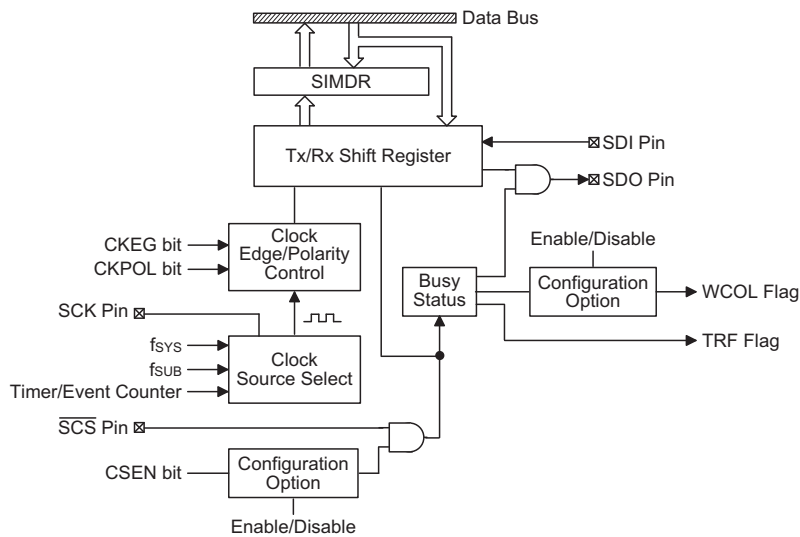 Data Bus
SIMDR
Tx/Rx Shift Register
SDI Pin
SDO Pin
CKEG bit
CKPOL bit
Clock
Edge/Polarity
Control
Enable/Disable
Busy
Status
Configuration
Option
WCOL Flag
TRF Flag
SCK Pin
fSYS
fSUB
Timer/Event Counter
Clock
Source Select
SCS Pin
CSEN bit
Configuration
Option
Enable/Disable